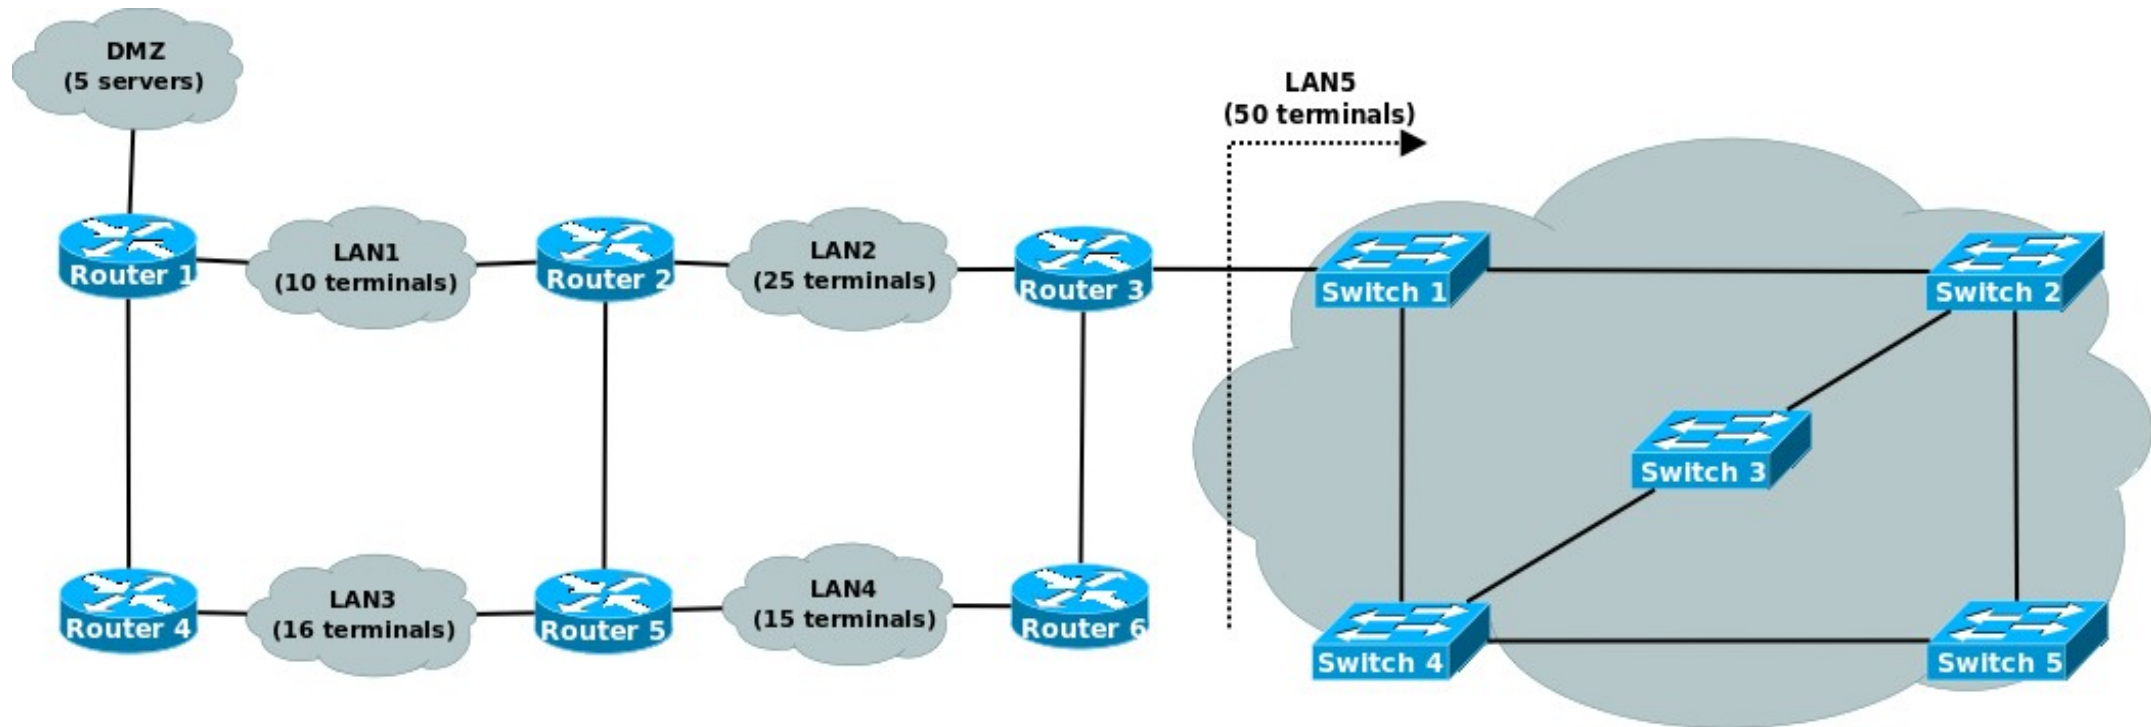 DMZ
(5 servers)
LAN5
(50 terminals)
Router 1
LAN1
(10 terminals)
Router 2
LAN2
(25 terminals)
Router 3
Switch 1
Switch 2
Switch 3
Router 4
LAN3
(16 terminals)
Router 5
LAN4
(15 terminals)
Router 6
Switch 4
Switch 5